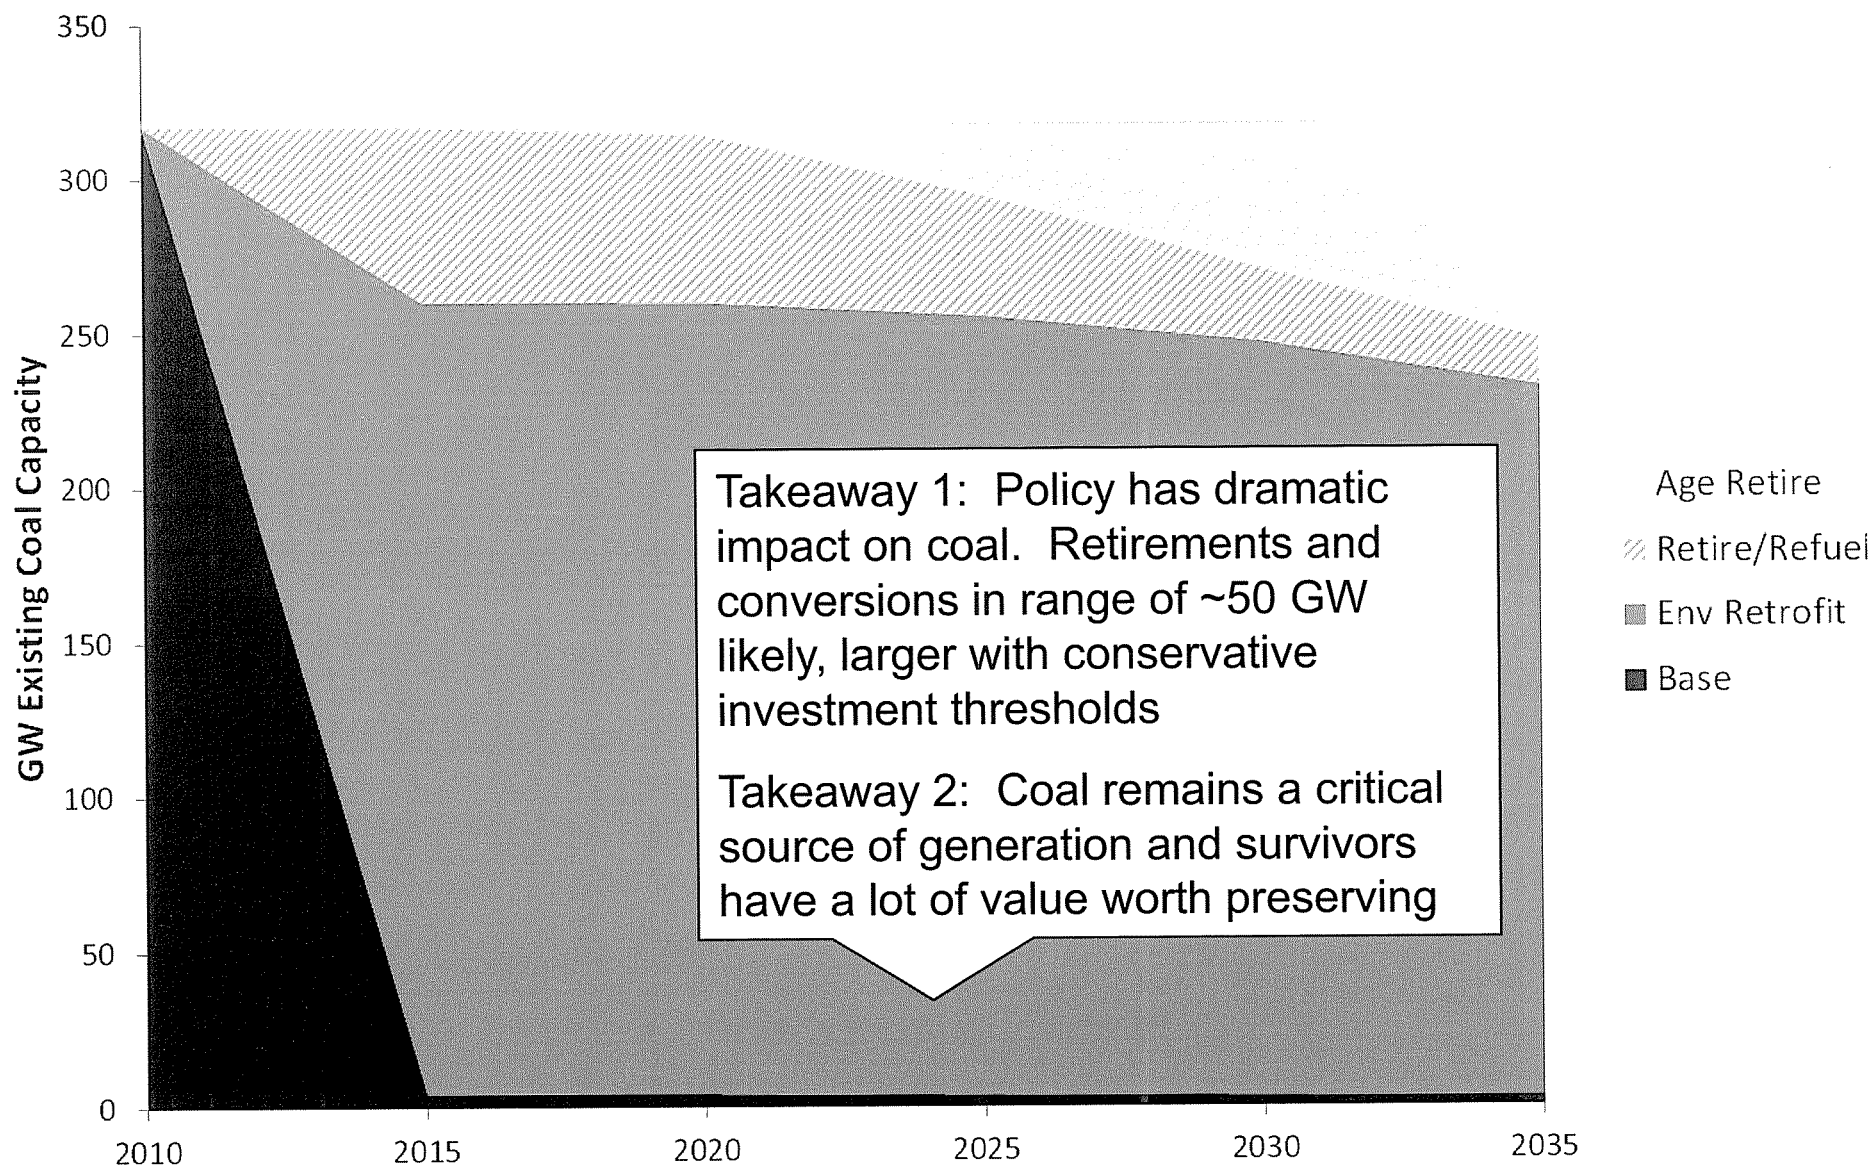 350
300
250
200
150
100
50
0
GW Existing Coal Capacity
2010
2015
2020
2025
2030
2035
Takeaway 1: Policy has dramatic
impact on coal. Retirements and
conversions in range of ~50 GW
likely, larger with conservative
investment thresholds
Takeaway 2: Coal remains a critical
source of generation and survivors
have a lot of value worth preserving
Age Retire
Retire/Refuel
Env Retrofit
Base